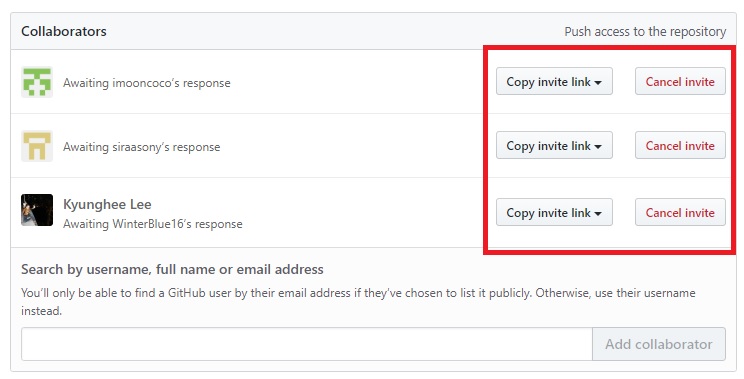 Collaborators Push access to the repository
Awaiting imooncoco's response Copy invite link Cancel invite
Awaiting siraasony's response Copy invite link Cancel invite
Kyunghee Lee
Awaiting WinterBlue16's response Copy invite link Cancel invite
Search by username, full name or email address
You'll only be able to find a GitHub user by their email address if they've chosen to list it publicly. Otherwise, use their username
instead.
Add collaborator